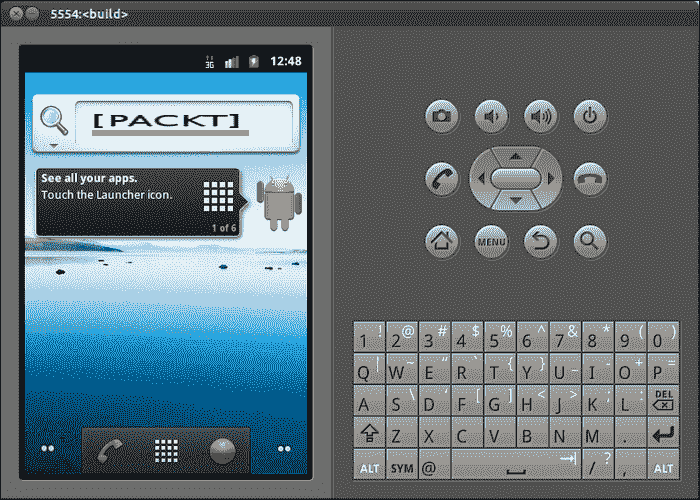 5554:<build>
3G 12:48
[PACKT]
See all your apps.
Touch the Launcher icon.
1 of 6
MENU
1 ! 2 @ 3 # 4 $ 5 % 6 ^ 7 & 8 * 9 ( 0 )
Q | W ~ E “ R ` T { Y } U _ I - O + P =
A S \ D ‘ F [ G ] H < J > K ; L : DEL
Z X C V B N M .
ALT SYM @ / ? , ALT